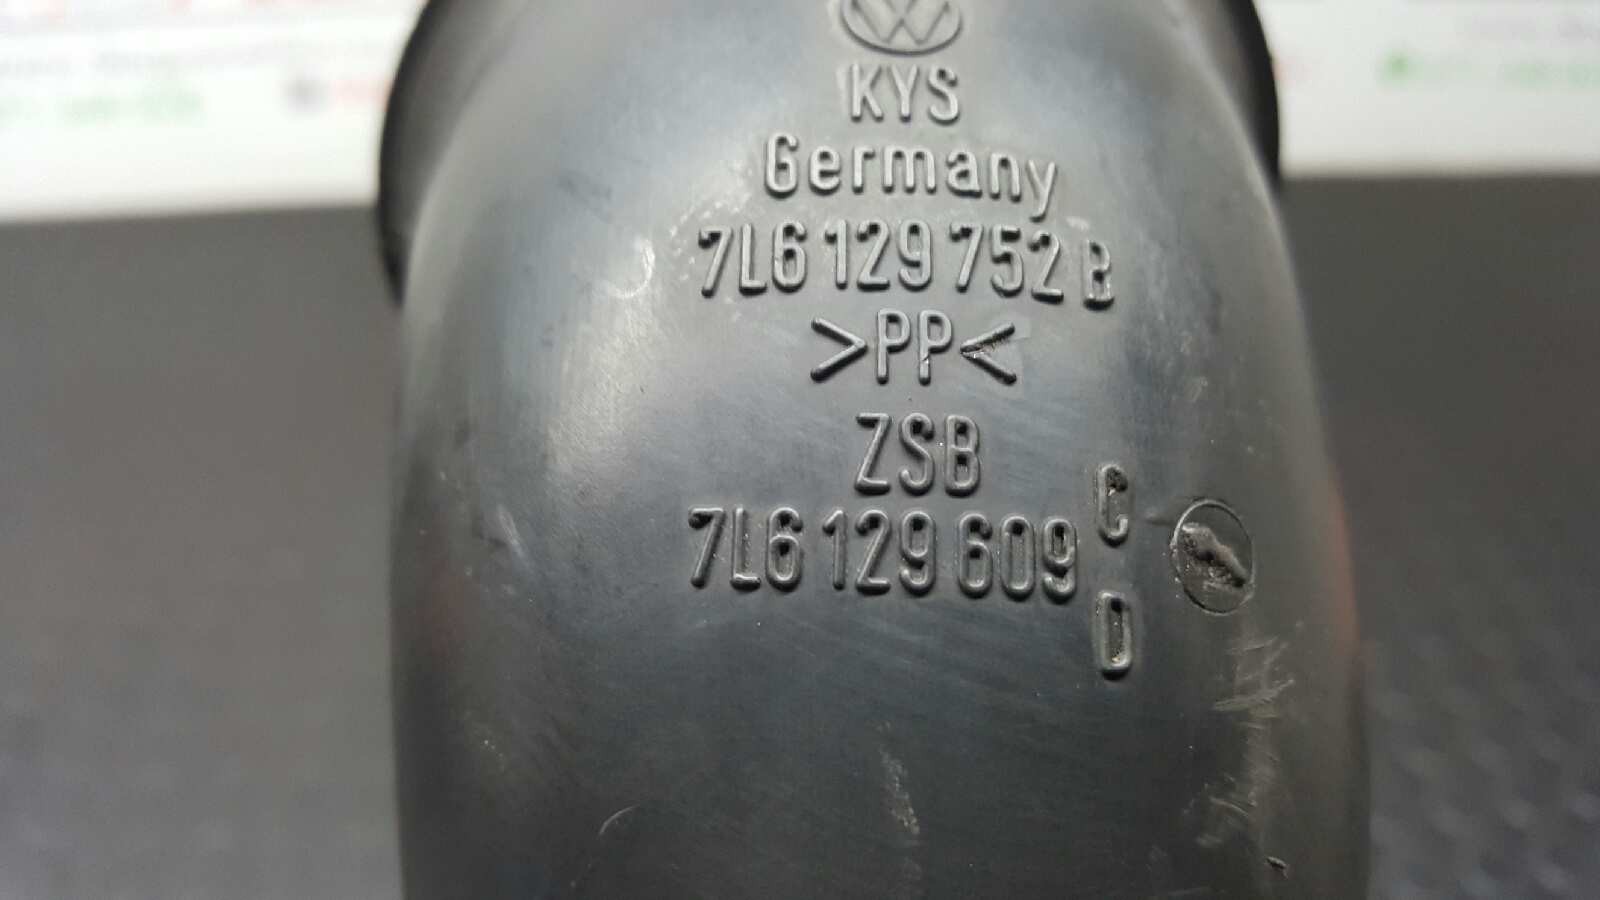 KYS
Germany
7L6 129 752 B
>PP<
ZSB
7L6 129 609 C
D